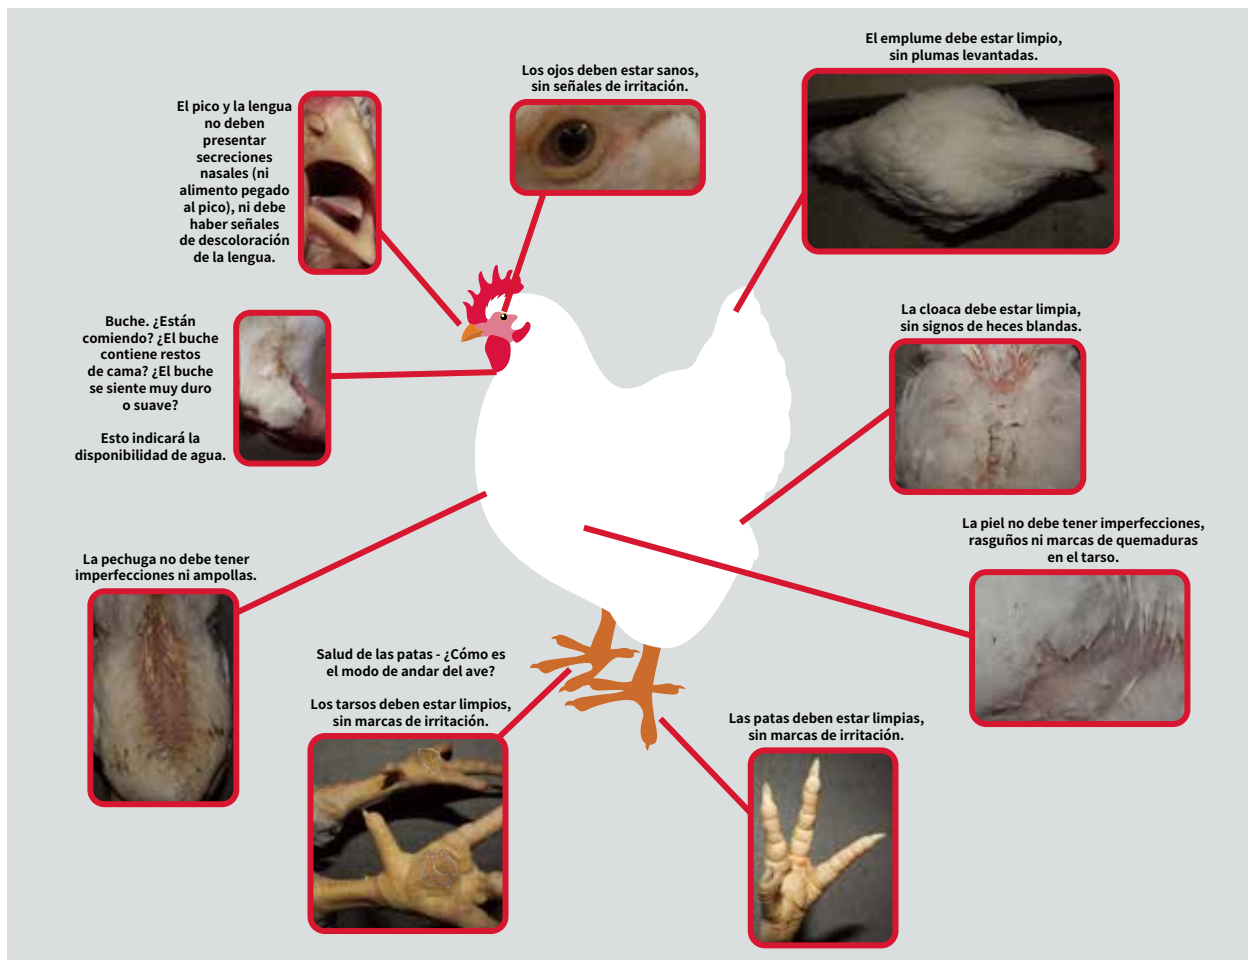 El emplume debe estar limpio,
sin plumas levantadas.
Los ojos deben estar sanos,
sin señales de irritación.
El pico y la lengua
no deben
presentar
secreciones
nasales (ni
alimento pegado
al pico), ni debe
haber señales
de descoloración
de la lengua.
La cloaca debe estar limpia,
sin signos de heces blandas.
Buche. ¿Están
comiendo? ¿El buche
contiene restos
de cama? ¿El buche
se siente muy duro
o suave?
Esto indicará la
disponibilidad de agua.
La piel no debe tener imperfecciones,
rasguños ni marcas de quemaduras
en el tarso.
La pechuga no debe tener
imperfecciones ni ampollas.
Salud de las patas - ¿Cómo es
el modo de andar del ave?
Los tarsos deben estar limpios,
sin marcas de irritación.
Las patas deben estar limpias,
sin marcas de irritación.